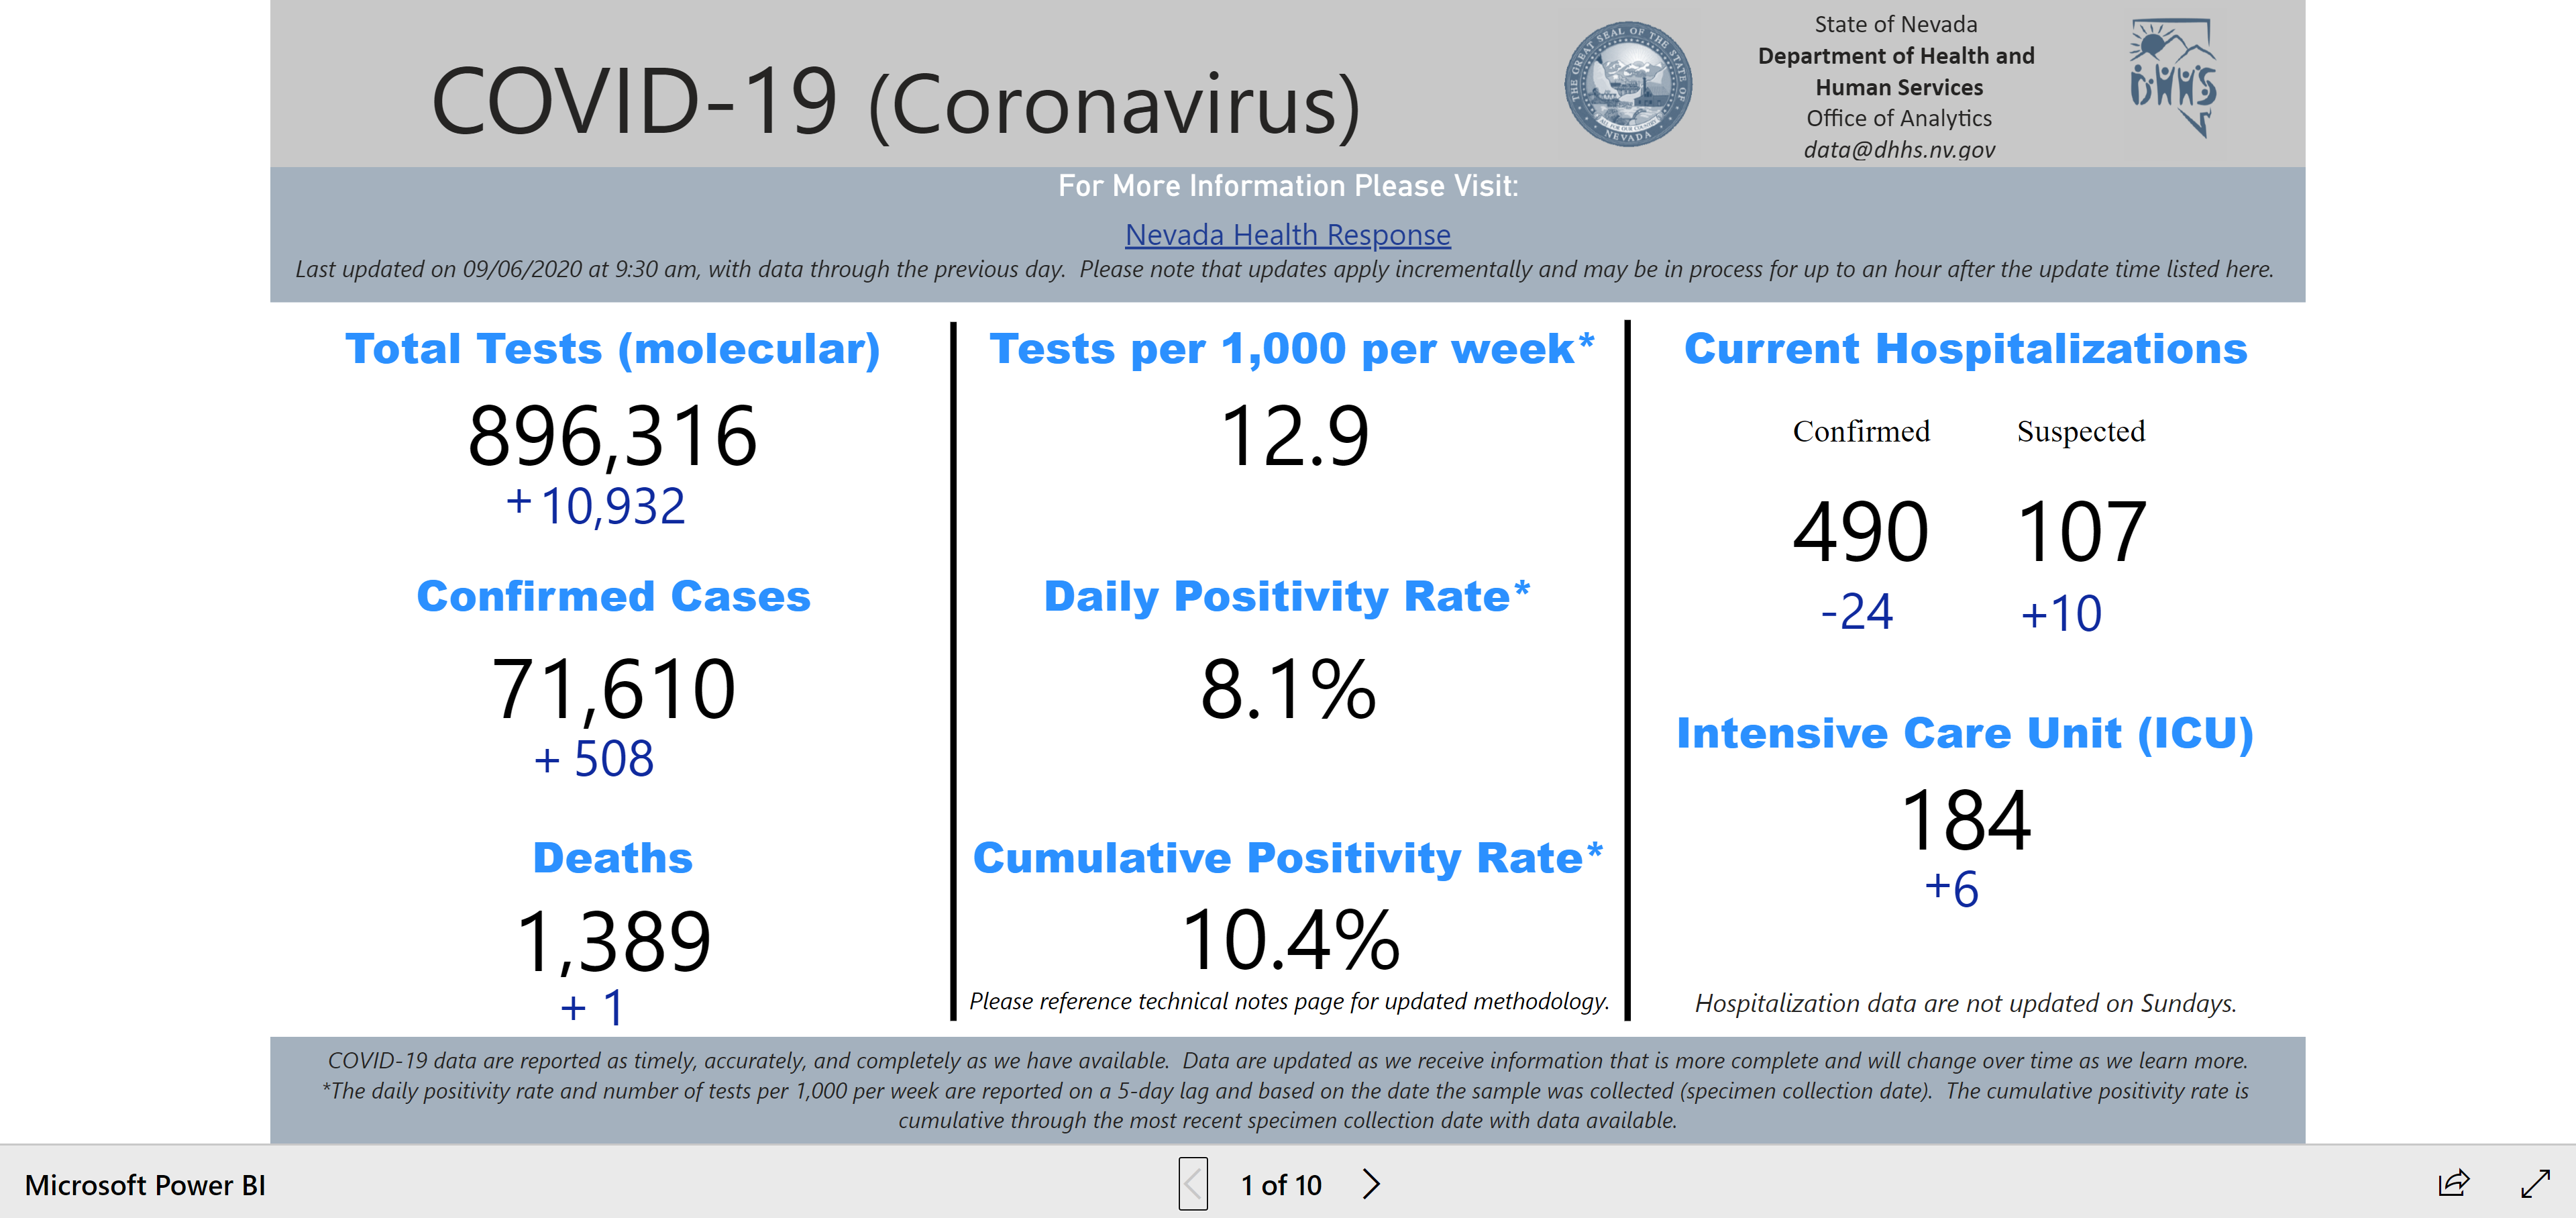 COVID-19 (Coronavirus)
THE GREAT SEAL OF THE STATE OF
NEVADA
ALL FOR OUR COUNTRY
State of Nevada
Department of Health and
Human Services
Office of Analytics
data@dhhs.nv.gov
DHHS
For More Information Please Visit:
Nevada Health Response
Last updated on 09/06/2020 at 9:30 am, with data through the previous day.  Please note that updates apply incrementally and may be in process for up to an hour after the update time listed here.
Total Tests (molecular)
896,316
+ 10,932
Confirmed Cases
71,610
+ 508
Deaths
1,389
+ 1
Tests per 1,000 per week*
12.9
Daily Positivity Rate*
8.1%
Cumulative Positivity Rate*
10.4%
Please reference technical notes page for updated methodology.
Current Hospitalizations
Confirmed Suspected
490 107
-24 +10
Intensive Care Unit (ICU)
184
+6
Hospitalization data are not updated on Sundays.
COVID-19 data are reported as timely, accurately, and completely as we have available.  Data are updated as we receive information that is more complete and will change over time as we learn more.
*The daily positivity rate and number of tests per 1,000 per week are reported on a 5-day lag and based on the date the sample was collected (specimen collection date).  The cumulative positivity rate is
cumulative through the most recent specimen collection date with data available.
Microsoft Power BI
1 of 10